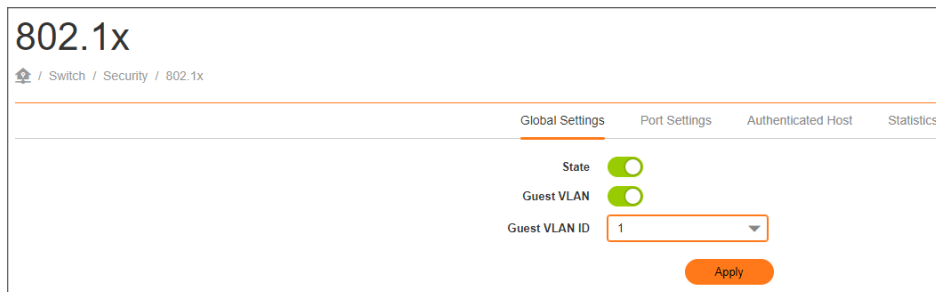 802.1x
/ Switch / Security / 802.1x
Global Settings Port Settings Authenticated Host Statistics
State
Guest VLAN
Guest VLAN ID 1
Apply